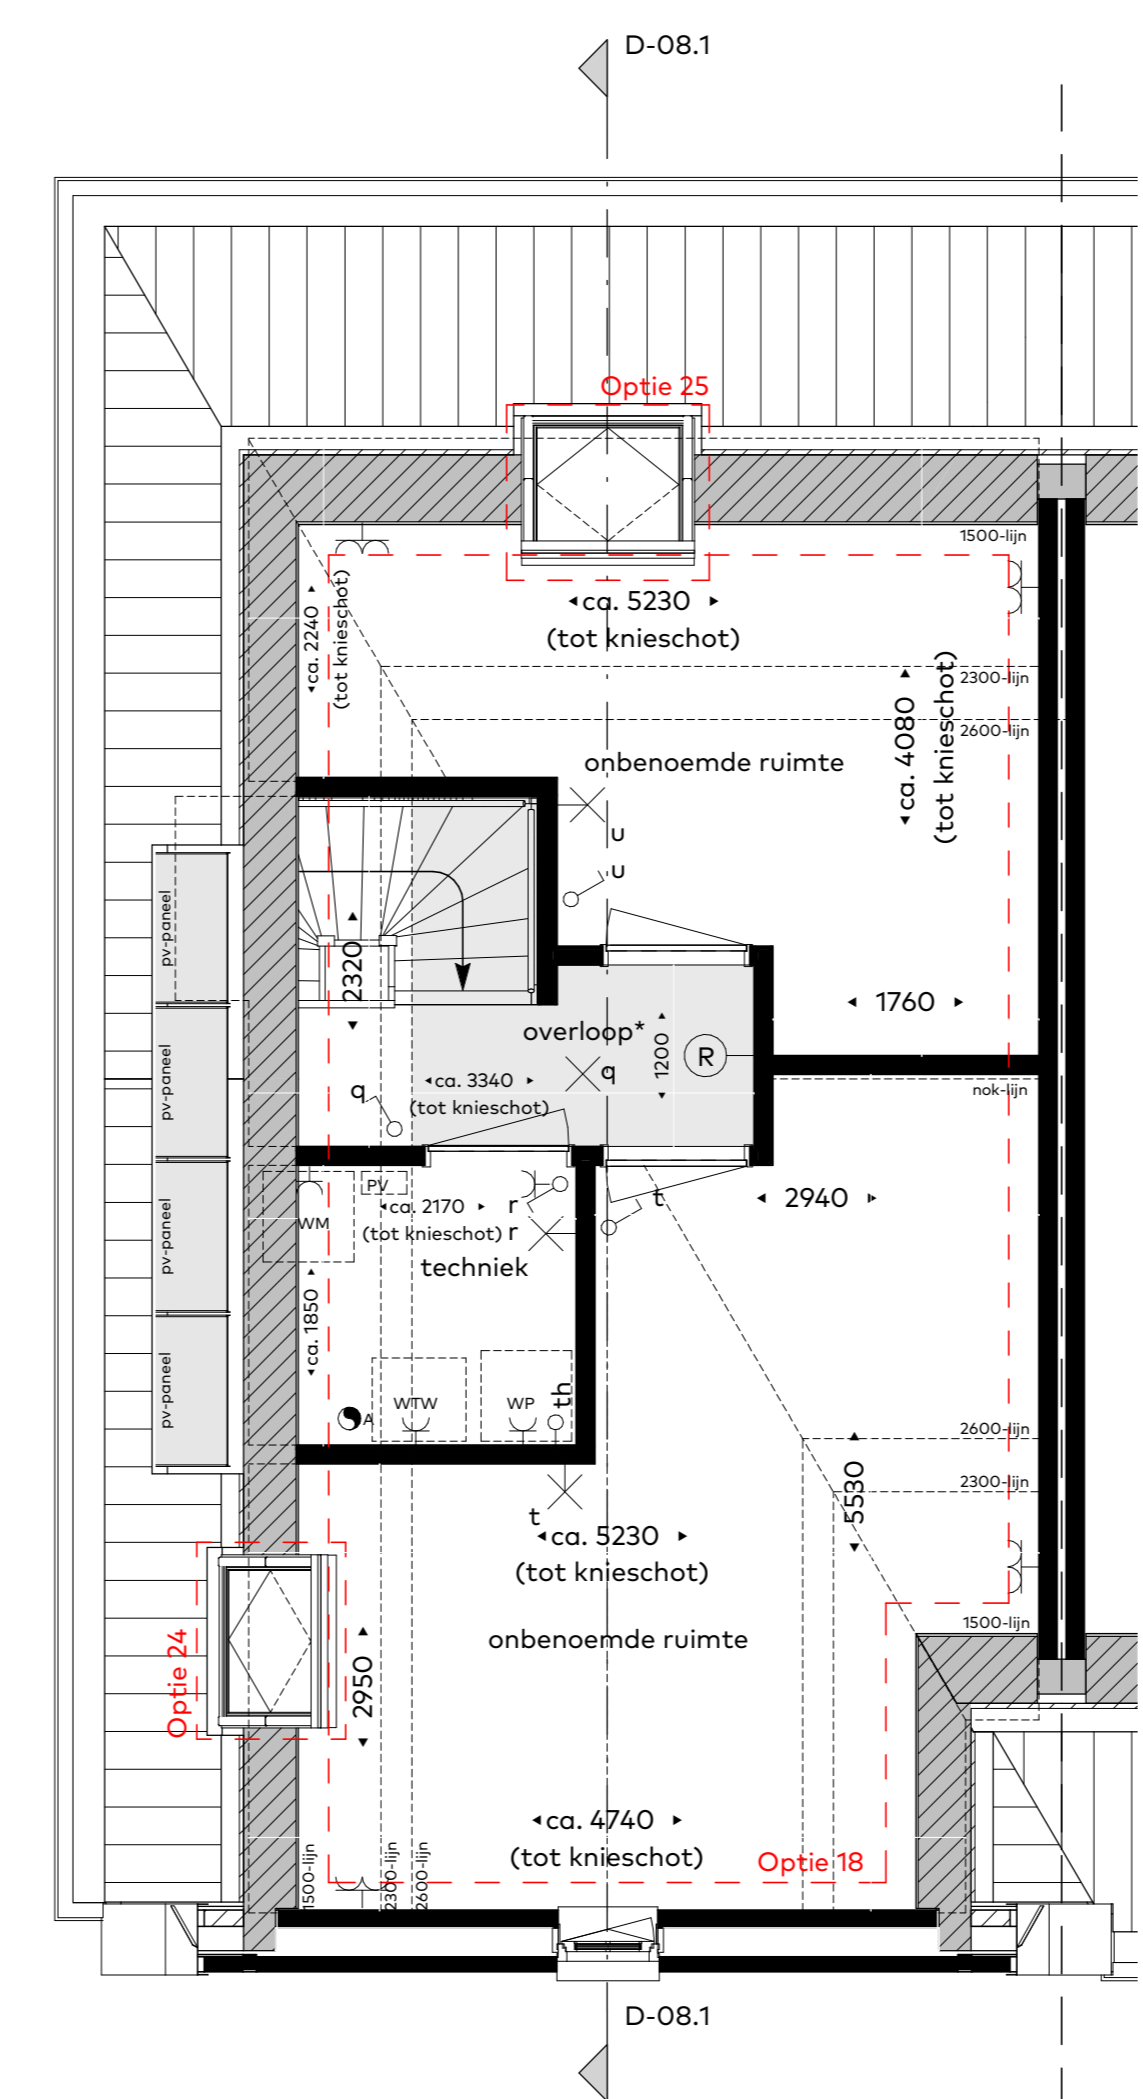 D-08.1
Optie 25
1500-lijn
ca. 5230
(tot knieschot)
ca. 2240
(tot knieschot)
2300-lijn
2600-lijn
ca. 4080
(tot knieschot)
onbenoemde ruimte
u
u
pv-paneel
2320
1760
overloop*
1200
R
q
q
ca. 3340
(tot knieschot)
nok-lijn
pv-paneel
PV
WM
ca. 2170
(tot knieschot)
r
r
t
2940
techniek
pv-paneel
ca. 1850
pv-paneel
A
WTW
WP
th
2600-lijn
2300-lijn
5530
t
ca. 5230
(tot knieschot)
onbenoemde ruimte
1500-lijn
Optie 24
2950
ca. 4740
(tot knieschot)
Optie 18
1500-lijn
2300-lijn
2600-lijn
D-08.1